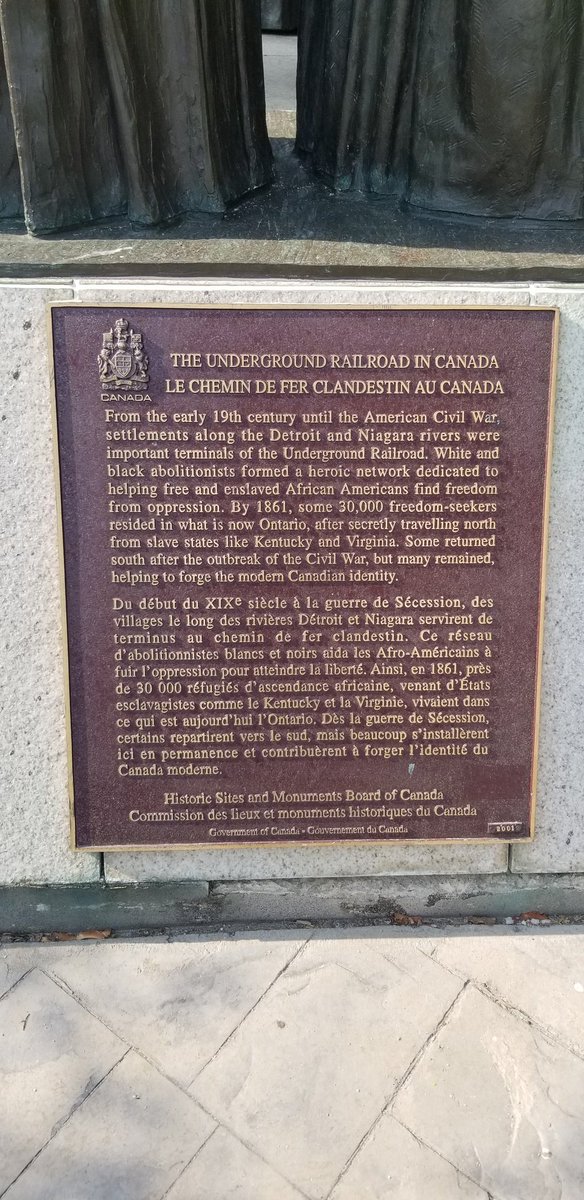 CANADA
THE UNDERGROUND RAILROAD IN CANADA
LE CHEMIN DE FER CLANDESTIN AU CANADA
From the early 19th century until the American Civil War,
settlements along the Detroit and Niagara rivers were
important terminals of the Underground Railroad. White and
black abolitionists formed a heroic network dedicated to
helping free and enslaved African Americans find freedom
from oppression. By 1861, some 30,000 freedom-seekers
resided in what is now Ontario, after secretly travelling north
from slave states like Kentucky and Virginia. Some returned
south after the outbreak of the Civil War, but many remained,
helping to forge the modern Canadian identity.
Du début du XIXe siècle à la guerre de Sécession, des
villages le long des rivières Détroit et Niagara servirent de
terminus au chemin de fer clandestin. Ce réseau
d'abolitionnistes blancs et noirs aida les Afro-Américains à
fuir l'oppression pour atteindre la liberté. Ainsi, en 1861, près
de 30 000 réfugiés d'ascendance africaine, venant d'États
esclavagistes comme le Kentucky et la Virginie, vivaient dans
ce qui est aujourd'hui l'Ontario. Dès la guerre de Sécession,
certains repartirent vers le sud, mais beaucoup s'installèrent
ici en permanence et contribuèrent à forger l'identité du
Canada moderne.
Historic Sites and Monuments Board of Canada
Commission des lieux et monuments historiques du Canada
Government of Canada • Gouvernement du Canada
2001